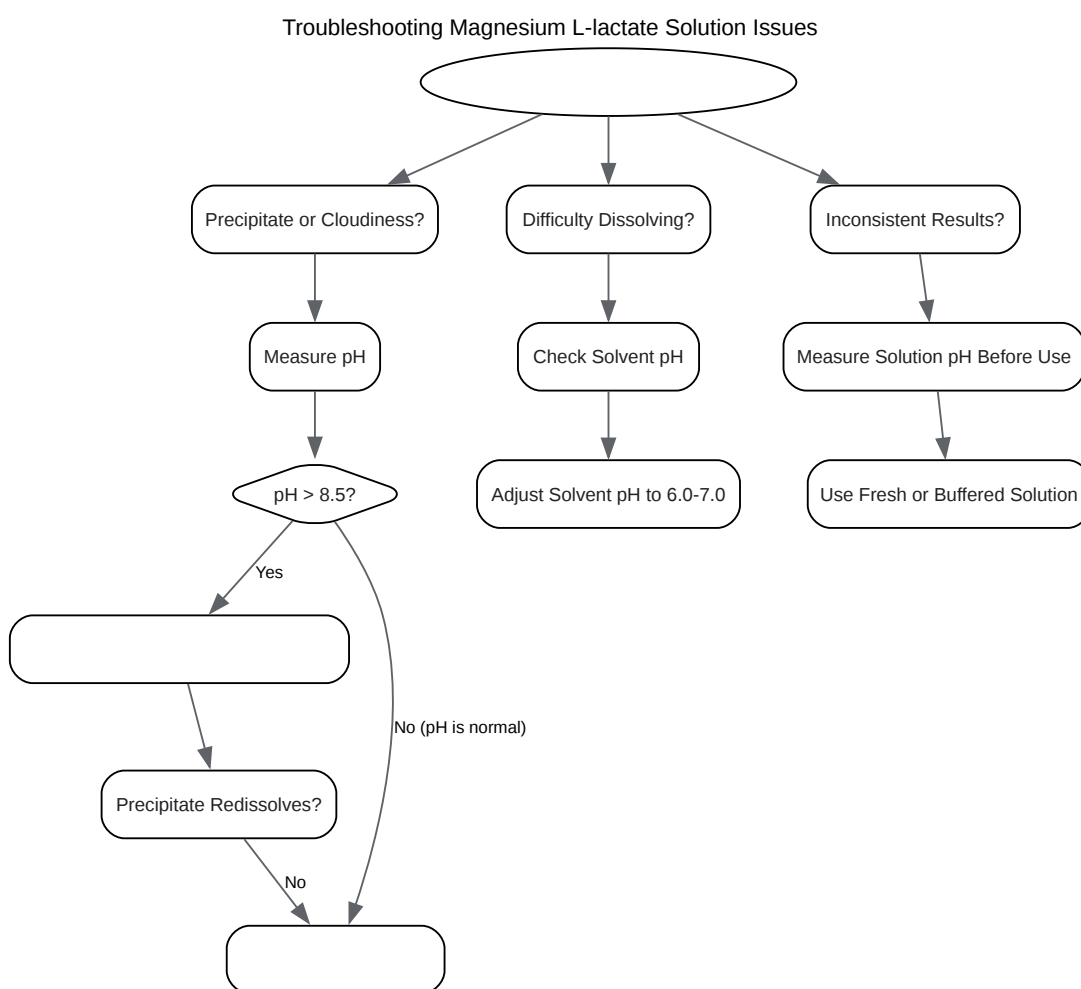 Troubleshooting Magnesium L-lactate Solution Issues
Precipitate or Cloudiness?
Difficulty Dissolving?
Inconsistent Results?
Measure pH
Check Solvent pH
Measure Solution pH Before Use
pH > 8.5?
Adjust Solvent pH to 6.0-7.0
Use Fresh or Buffered Solution
Yes
No (pH is normal)
Precipitate Redissolves?
No